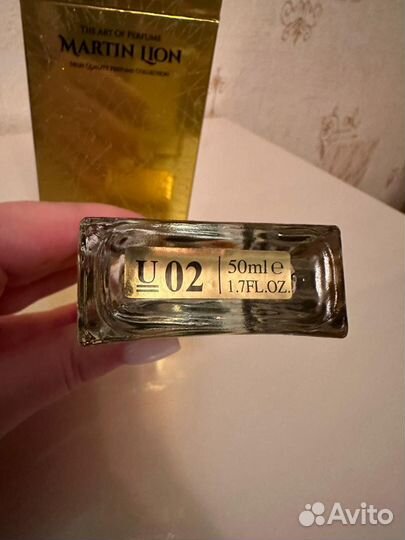 THE ART OF PERFUME
MARTIN LION
HIGH QUALITY PERFUME COLLECTION
U 02
50ml e
1.7FL.OZ.
Avito